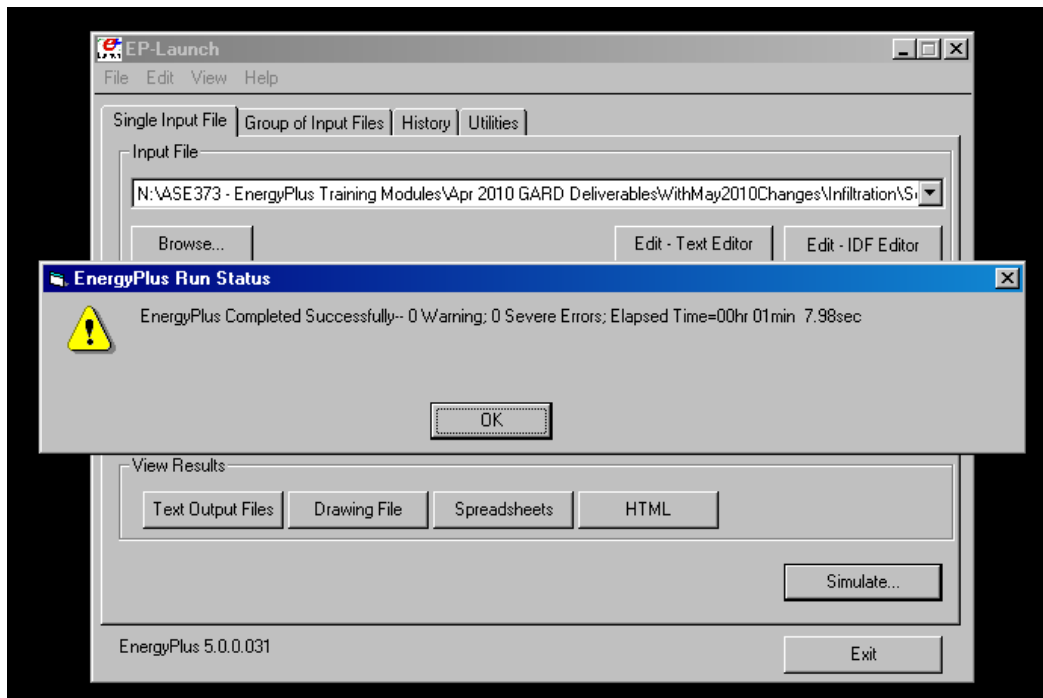 EP-Launch
File Edit View Help
Single Input File Group of Input Files History Utilities
Input File
N:\ASE373 - EnergyPlus Training Modules\Apr 2010 GARD DeliverablesWithMay2010Changes\Infiltration\S
Browse... Edit - Text Editor Edit - IDF Editor
EnergyPlus Run Status
EnergyPlus Completed Successfully-- 0 Warning; 0 Severe Errors; Elapsed Time=00hr 01min 7.98sec
OK
View Results
Text Output Files Drawing File Spreadsheets HTML
Simulate...
EnergyPlus 5.0.0.031
Exit